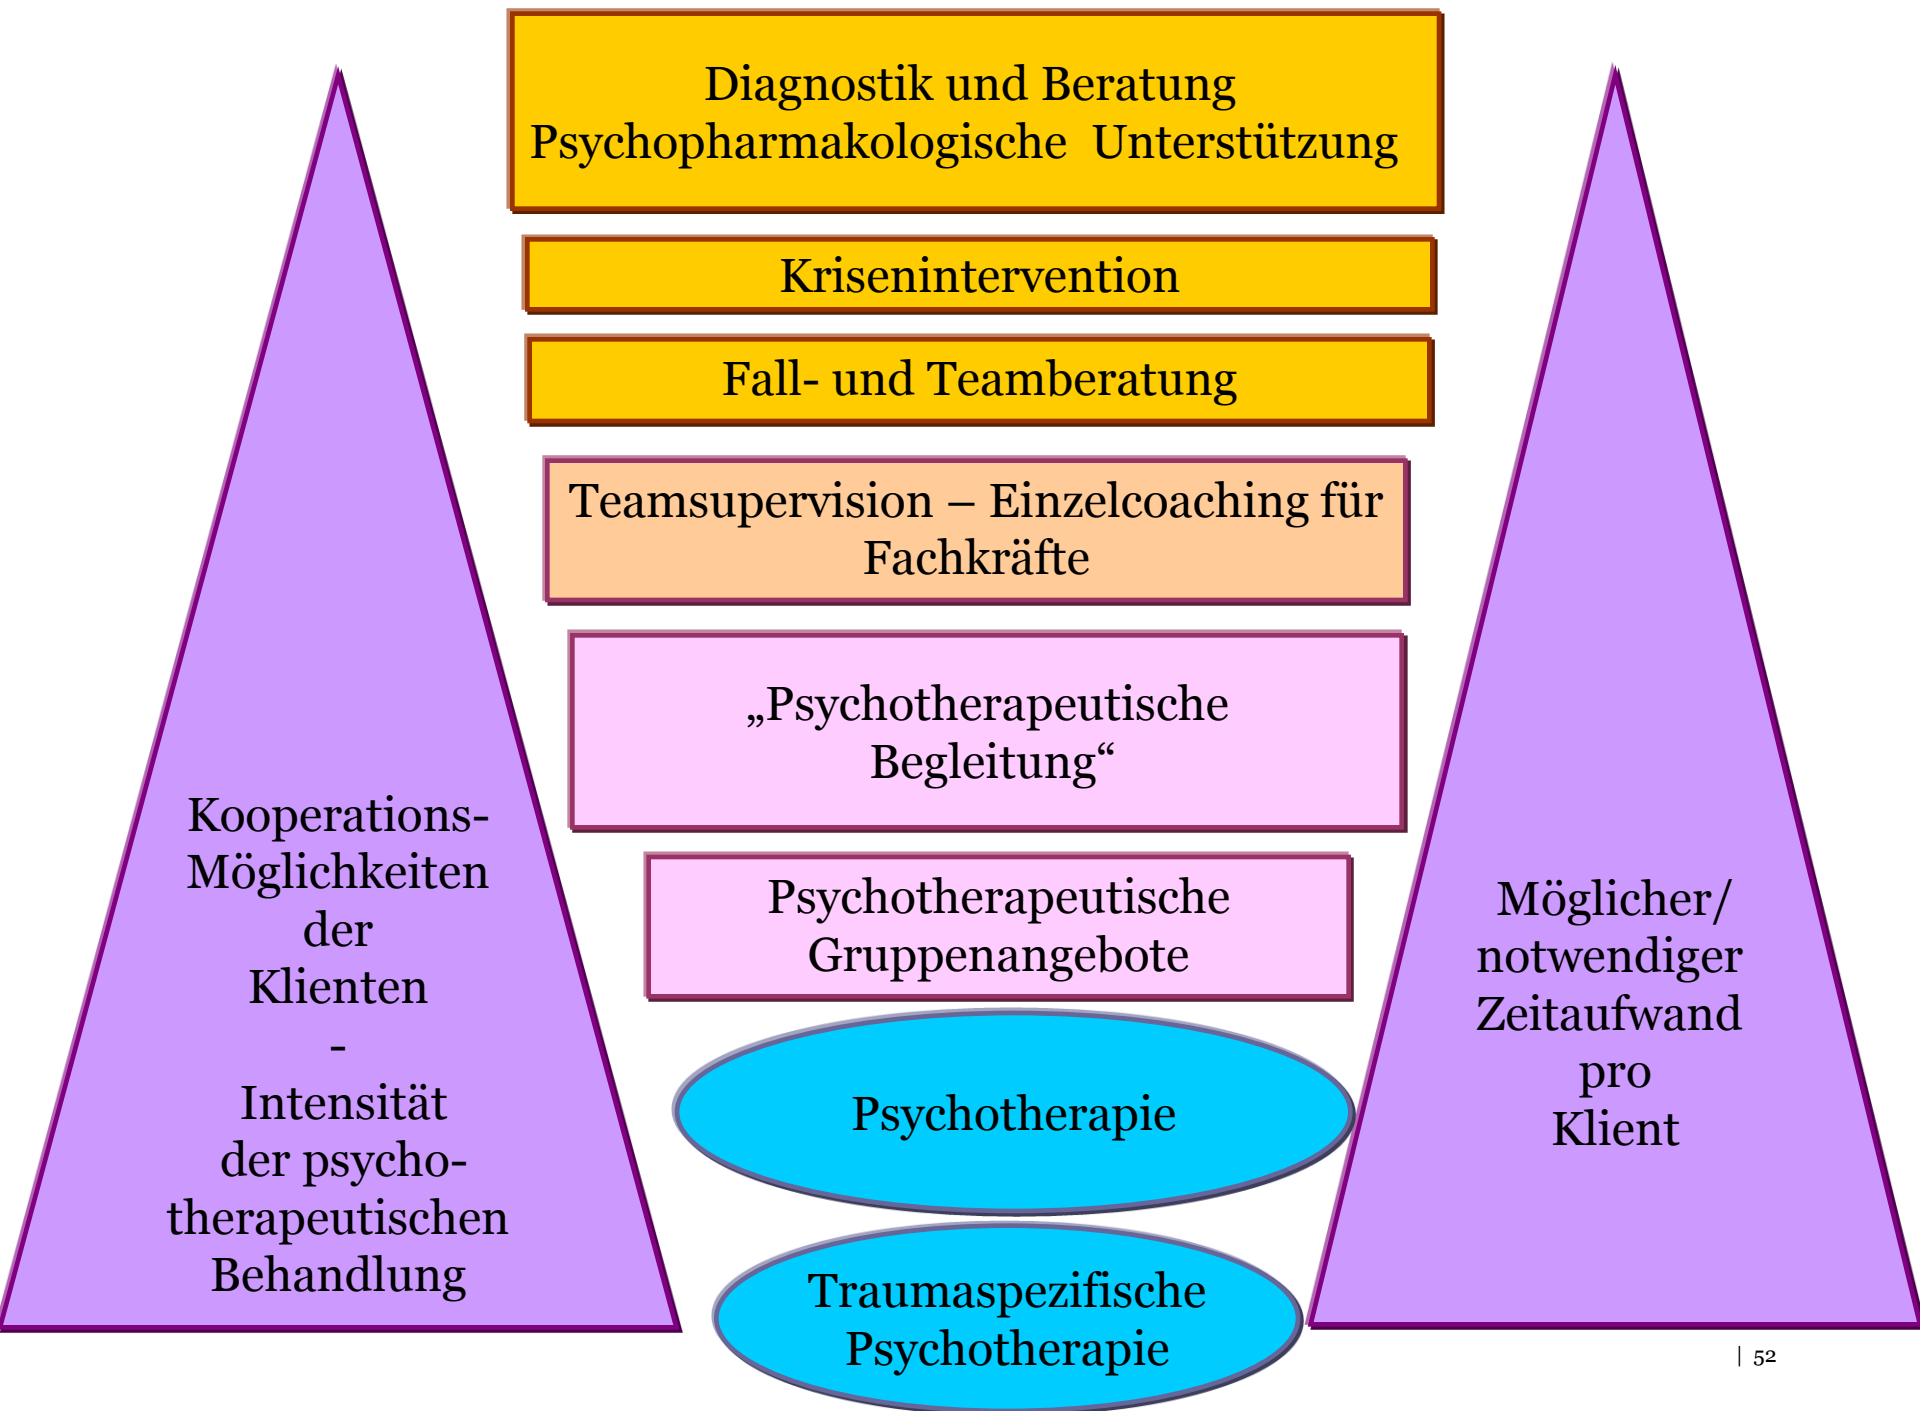 Diagnostik und Beratung
Psychopharmakologische Unterstützung
Krisenintervention
Fall- und Teamberatung
Teamsupervision – Einzelcoaching für
Fachkräfte
„Psychotherapeutische
Begleitung“
Psychotherapeutische
Gruppenangebote
Psychotherapie
Traumaspezifische
Psychotherapie
Kooperations-
Möglichkeiten
der
Klienten
-
Intensität
der psycho-
therapeutischen
Behandlung
Möglicher/
notwendiger
Zeitaufwand
pro
Klient
| 52